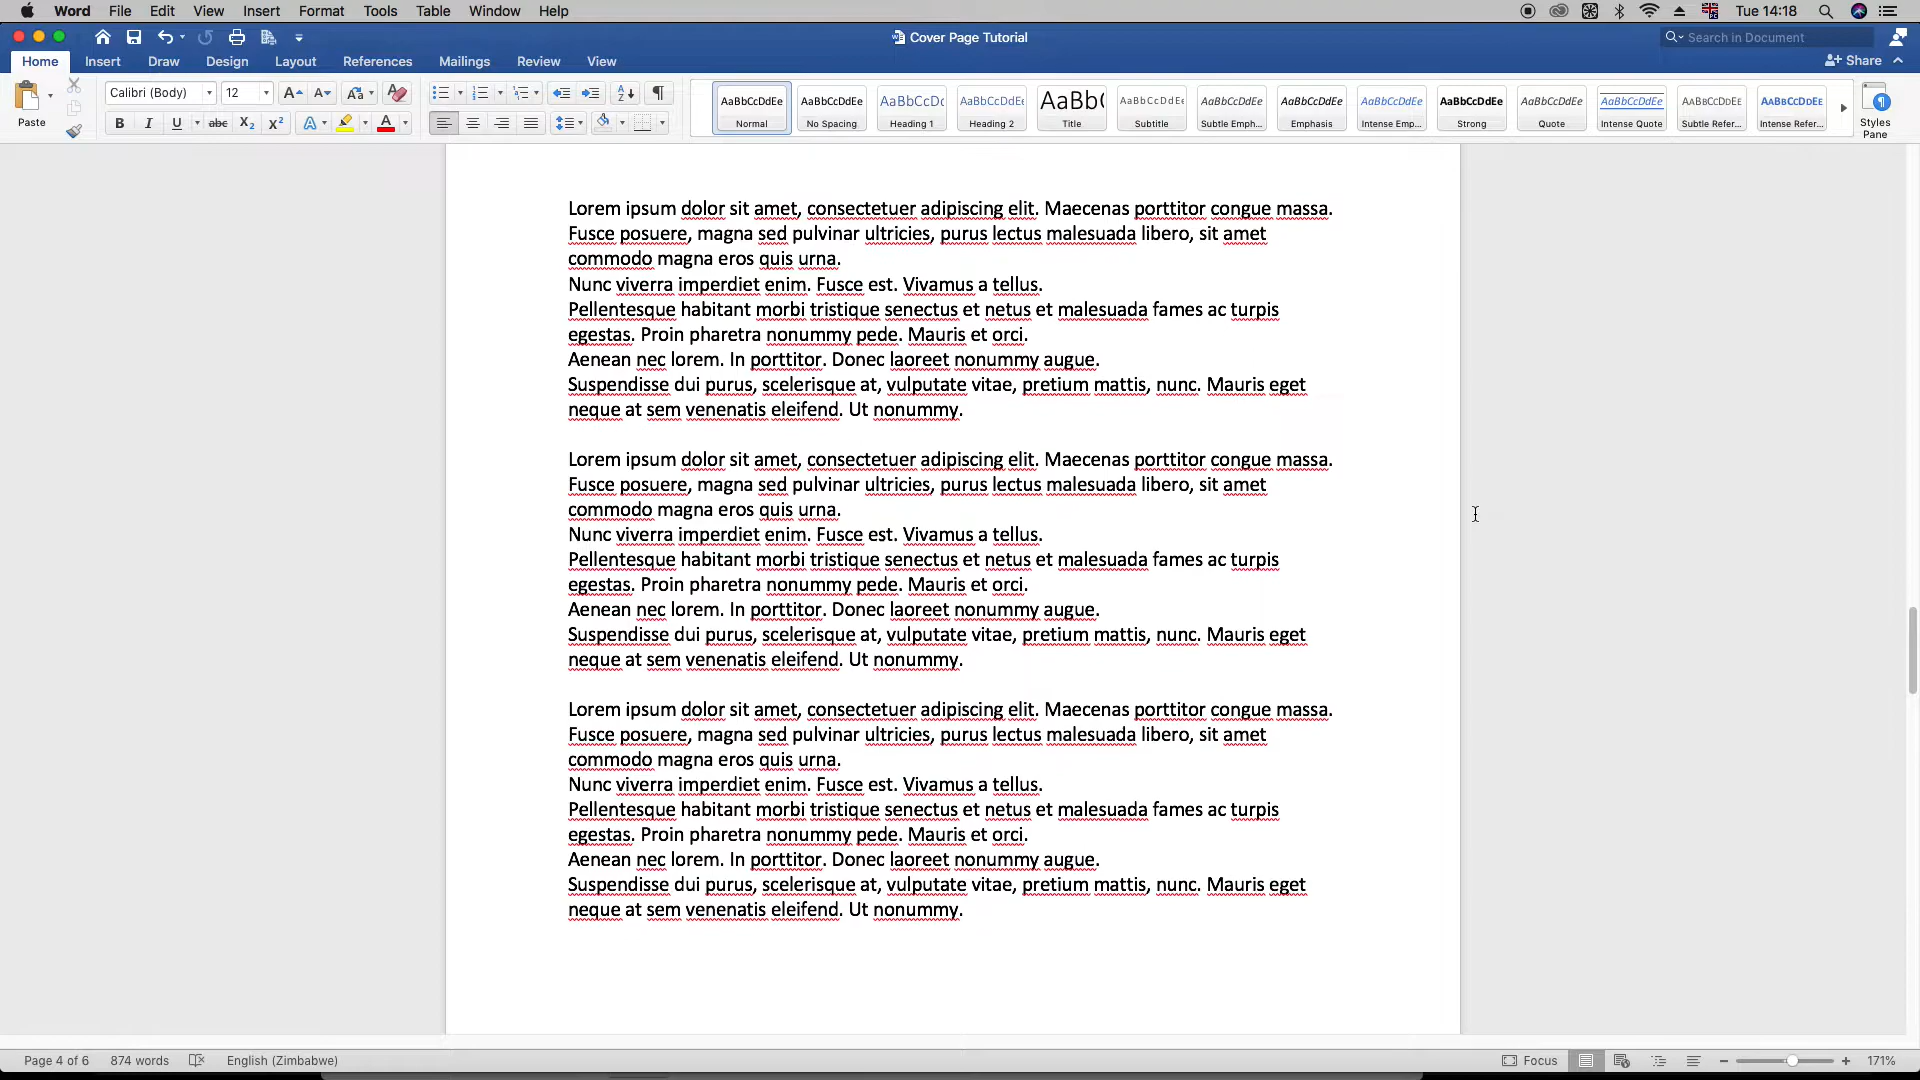 Word File Edit View Insert Format Tools Table Window Help Tue 14:18
Cover Page Tutorial Search in Document
Home Insert Draw Design Layout References Mailings Review View Share
Calibri (Body) 12
Paste
AaBbCcDdEe AaBbCcDdEe AaBbCcDc AaBbCcDdEe AaBb( AaBbCcDdEe AaBbCcDdEe AaBbCcDdEe AaBbCcDdEe AaBbCcDdEe AaBbCcDdEe AaBbCcDdEe AaBbCcDdEe AaBbCcDdEe
Normal No Spacing Heading 1 Heading 2 Title Subtitle Subtle Emph... Emphasis Intense Emp... Strong Quote Intense Quote Subtle Refer... Intense Refer... Styles Pane
Lorem ipsum dolor sit amet, consectetuer adipiscing elit. Maecenas porttitor congue massa.
Fusce posuere, magna sed pulvinar ultricies, purus lectus malesuada libero, sit amet
commodo magna eros quis urna.
Nunc viverra imperdiet enim. Fusce est. Vivamus a tellus.
Pellentesque habitant morbi tristique senectus et netus et malesuada fames ac turpis
egestas. Proin pharetra nonummy pede. Mauris et orci.
Aenean nec lorem. In porttitor. Donec laoreet nonummy augue.
Suspendisse dui purus, scelerisque at, vulputate vitae, pretium mattis, nunc. Mauris eget
neque at sem venenatis eleifend. Ut nonummy.
Lorem ipsum dolor sit amet, consectetuer adipiscing elit. Maecenas porttitor congue massa.
Fusce posuere, magna sed pulvinar ultricies, purus lectus malesuada libero, sit amet
commodo magna eros quis urna.
Nunc viverra imperdiet enim. Fusce est. Vivamus a tellus.
Pellentesque habitant morbi tristique senectus et netus et malesuada fames ac turpis
egestas. Proin pharetra nonummy pede. Mauris et orci.
Aenean nec lorem. In porttitor. Donec laoreet nonummy augue.
Suspendisse dui purus, scelerisque at, vulputate vitae, pretium mattis, nunc. Mauris eget
neque at sem venenatis eleifend. Ut nonummy.
Lorem ipsum dolor sit amet, consectetuer adipiscing elit. Maecenas porttitor congue massa.
Fusce posuere, magna sed pulvinar ultricies, purus lectus malesuada libero, sit amet
commodo magna eros quis urna.
Nunc viverra imperdiet enim. Fusce est. Vivamus a tellus.
Pellentesque habitant morbi tristique senectus et netus et malesuada fames ac turpis
egestas. Proin pharetra nonummy pede. Mauris et orci.
Aenean nec lorem. In porttitor. Donec laoreet nonummy augue.
Suspendisse dui purus, scelerisque at, vulputate vitae, pretium mattis, nunc. Mauris eget
neque at sem venenatis eleifend. Ut nonummy.
Page 4 of 6 874 words English (Zimbabwe) Focus 171%